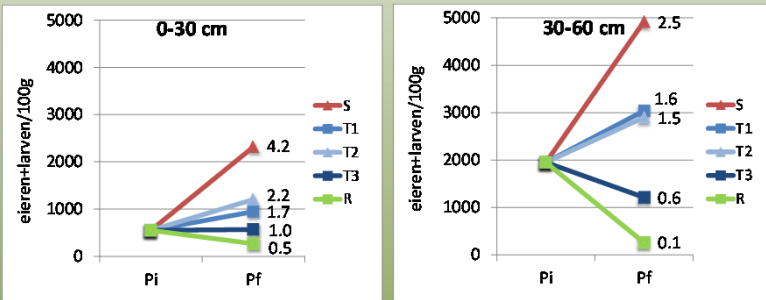 0-30 cm
eieren+larven/100g
5000
4000
3000
2000
1000
0
Pi
Pf
4.2
2.2
1.7
1.0
0.5
S
T1
T2
T3
R
30-60 cm
eieren+larven/100g
5000
4000
3000
2000
1000
0
Pi
Pf
2.5
1.6
1.5
0.6
0.1
S
T1
T2
T3
R